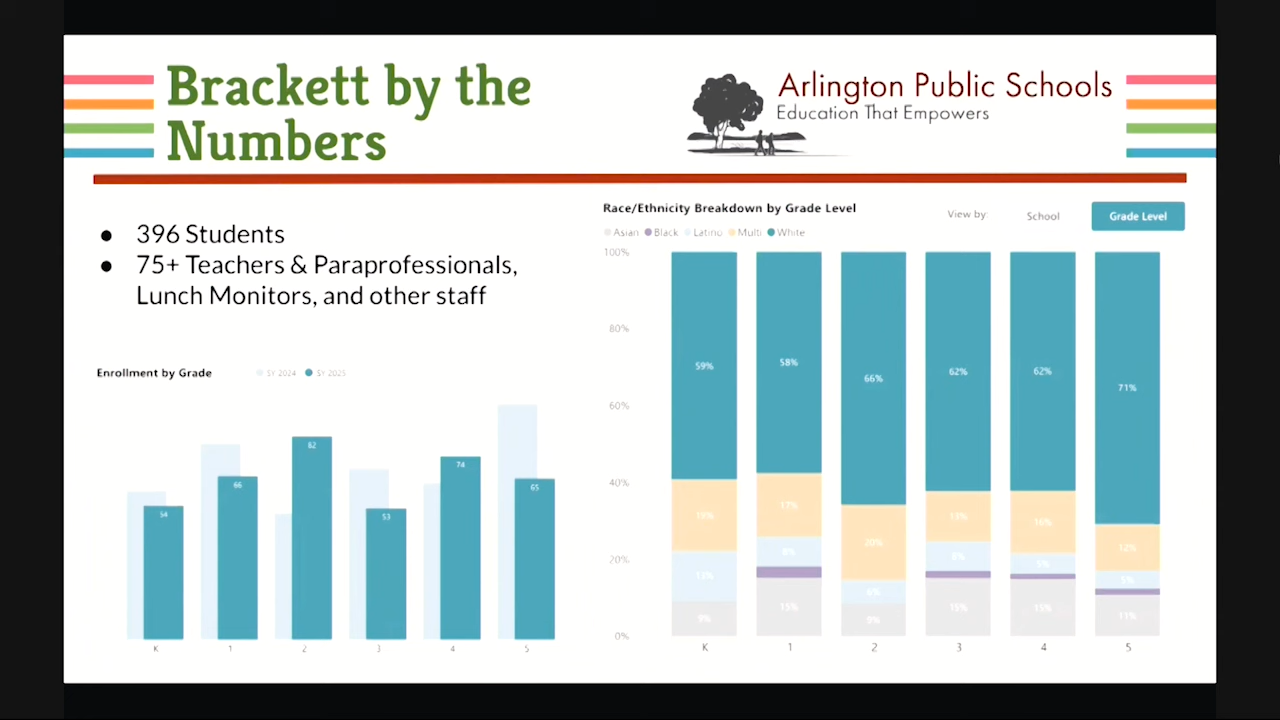 Brackett by the
Numbers
Arlington Public Schools
Education That Empowers
● 396 Students
● 75+ Teachers & Paraprofessionals,
Lunch Monitors, and other staff
Enrollment by Grade
SY 2024 SY 2025
54 66 82 53 74 65
K 1 2 3 4 5
Race/Ethnicity Breakdown by Grade Level
View by: School Grade Level
Asian Black Latino Multi White
100%
80%
60%
40%
20%
0%
59% 58% 66% 62% 62% 71%
19% 17% 20% 13% 16% 12%
13% 8% 6% 8% 5% 5%
9% 15% 9% 15% 15% 11%
K 1 2 3 4 5